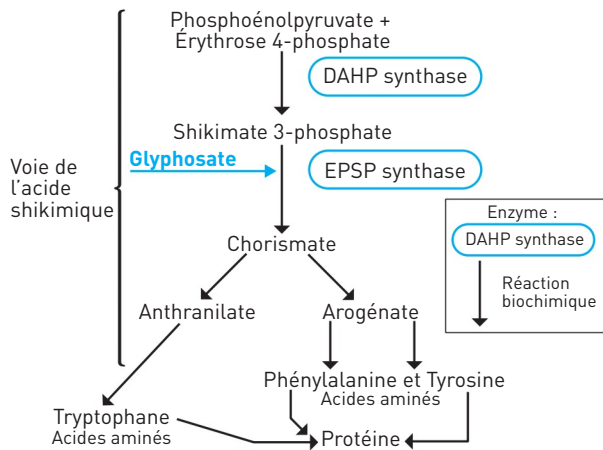 Phosphoénolpyruvate +
Érythrose 4-phosphate
DAHP synthase
Shikimate 3-phosphate
Glyphosate
EPSP synthase
Voie de
l'acide
shikimique
Chorismate
Anthranilate
Arogénate
Phénylalanine et Tyrosine
Acides aminés
Tryptophane
Acides aminés
Protéine
Enzyme :
DAHP synthase
Réaction
biochimique